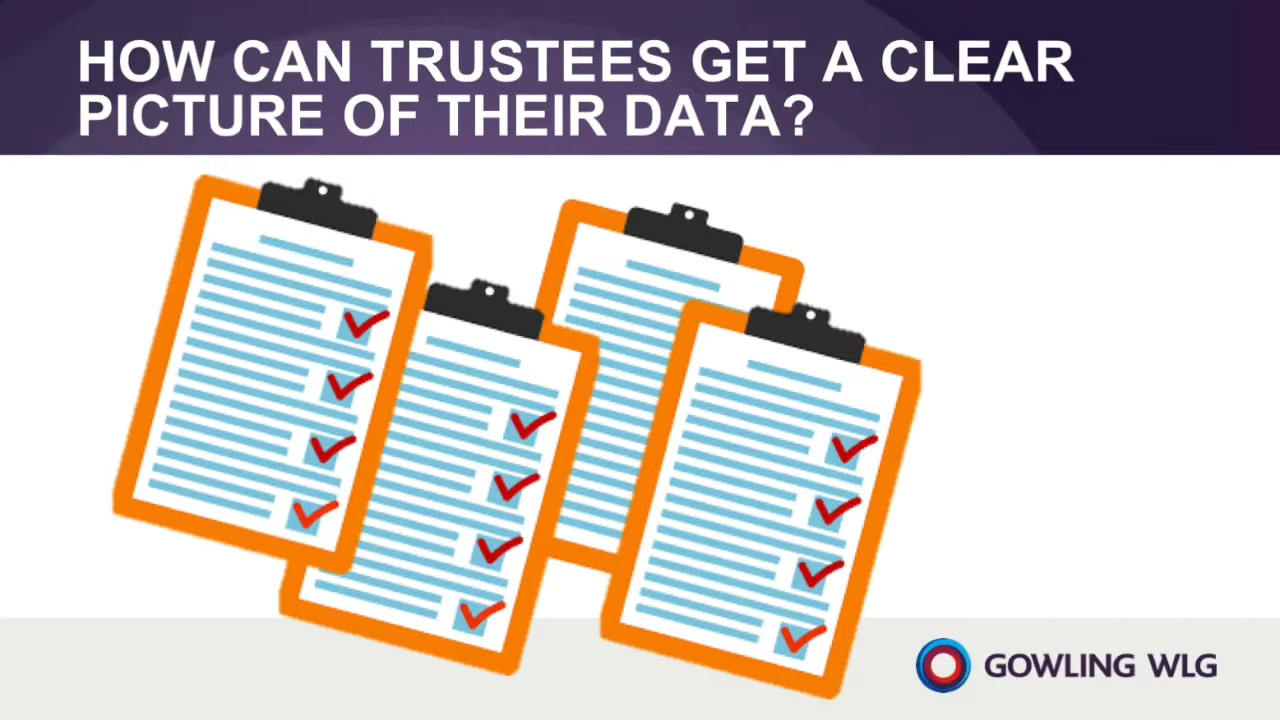 HOW CAN TRUSTEES GET A CLEAR
PICTURE OF THEIR DATA?
GOWLING WLG